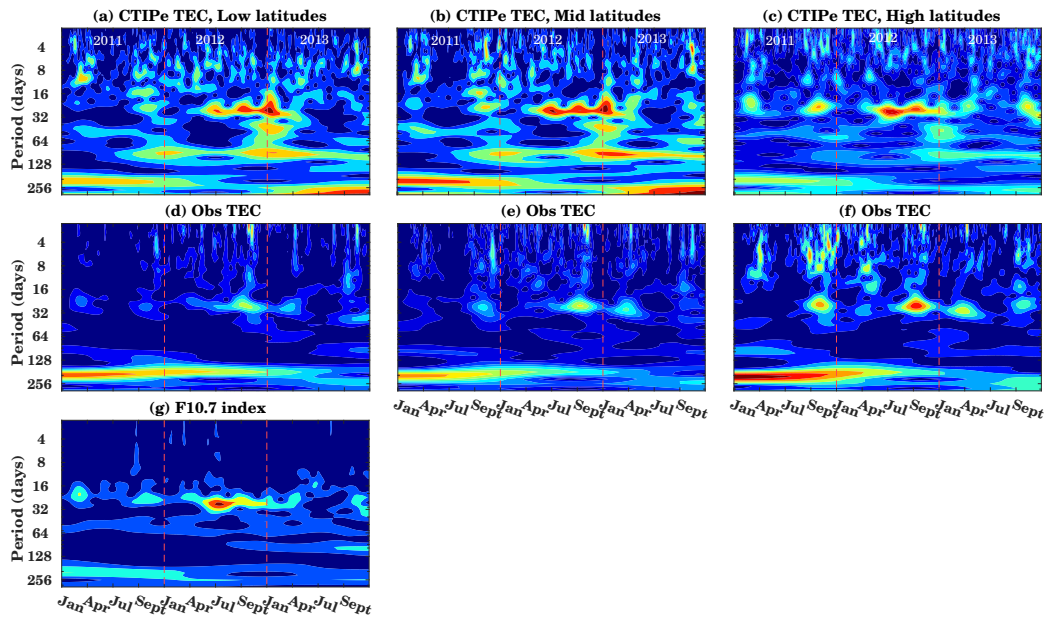 (a) CTIPe TEC, Low latitudes
(b) CTIPe TEC, Mid latitudes
(c) CTIPe TEC, High latitudes
2011 2012 2013
2011 2012 2013
2011 2012 2013
Period (days)
4
8
16
32
64
128
256
(d) Obs TEC
(e) Obs TEC
(f) Obs TEC
Period (days)
4
8
16
32
64
128
256
Jan Apr Jul Sept Jan Apr Jul Sept Jan Apr Jul Sept
Jan Apr Jul Sept Jan Apr Jul Sept Jan Apr Jul Sept
(g) F10.7 index
Period (days)
4
8
16
32
64
128
256
Jan Apr Jul Sept Jan Apr Jul Sept Jan Apr Jul Sept